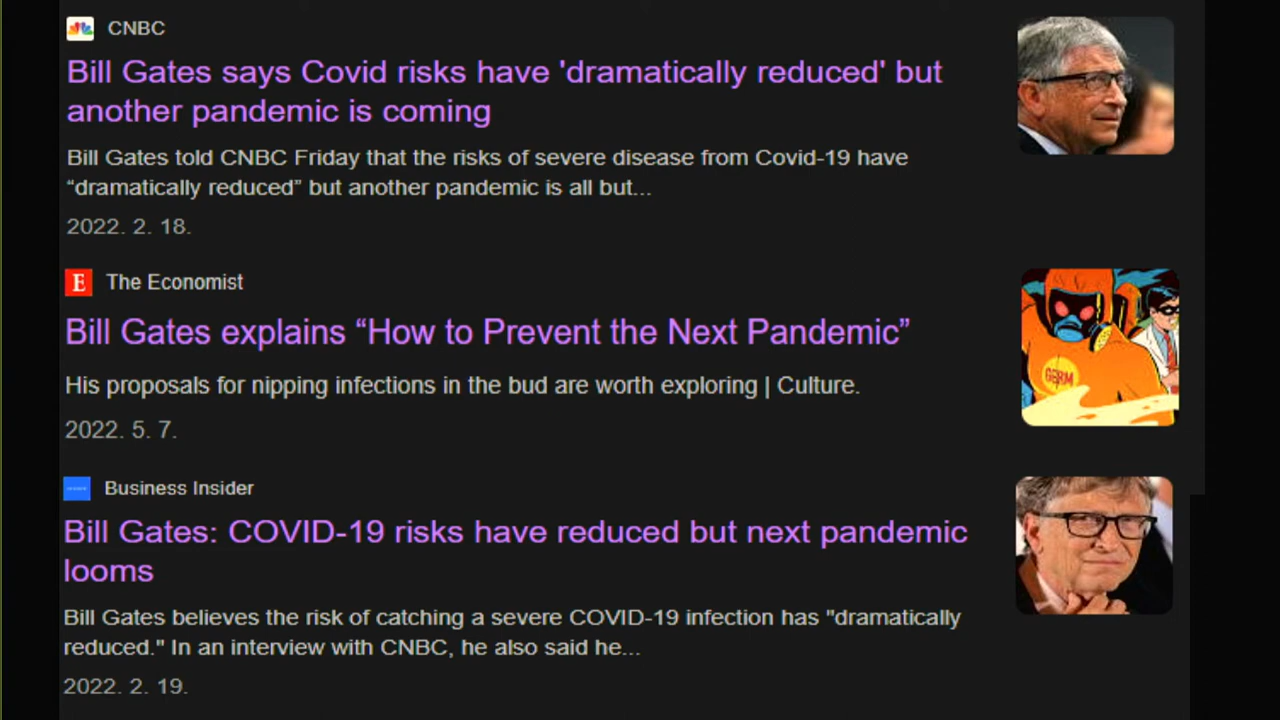 CNBC
Bill Gates says Covid risks have 'dramatically reduced' but
another pandemic is coming
Bill Gates told CNBC Friday that the risks of severe disease from Covid-19 have
“dramatically reduced” but another pandemic is all but...
2022. 2. 18.
E The Economist
Bill Gates explains “How to Prevent the Next Pandemic”
His proposals for nipping infections in the bud are worth exploring | Culture.
2022. 5. 7.
GERM
Business Insider
Bill Gates: COVID-19 risks have reduced but next pandemic
looms
Bill Gates believes the risk of catching a severe COVID-19 infection has "dramatically
reduced." In an interview with CNBC, he also said he...
2022. 2. 19.